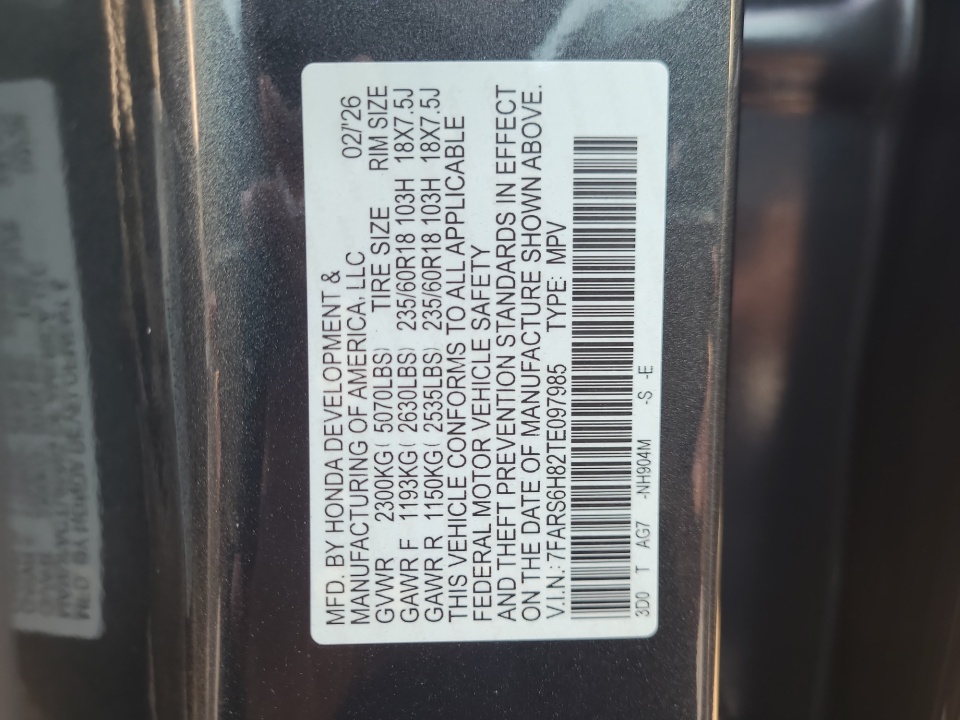 MFD. BY HONDA DEVELOPMENT &
MANUFACTURING OF AMERICA, LLC 02/'26
GVWR 2300KG( 5070LBS) TIRE SIZE RIM SIZE
GAWR F 1193KG( 2630LBS) 235/60R18 103H 18X7.5J
GAWR R 1150KG( 2535LBS) 235/60R18 103H 18X7.5J
THIS VEHICLE CONFORMS TO ALL APPLICABLE
FEDERAL MOTOR VEHICLE SAFETY
AND THEFT PREVENTION STANDARDS IN EFFECT
ON THE DATE OF MANUFACTURE SHOWN ABOVE.
V.I.N.: 7FARS6H82TE097985 TYPE: MPV
3D0 T AG7 -NH904M -S -E